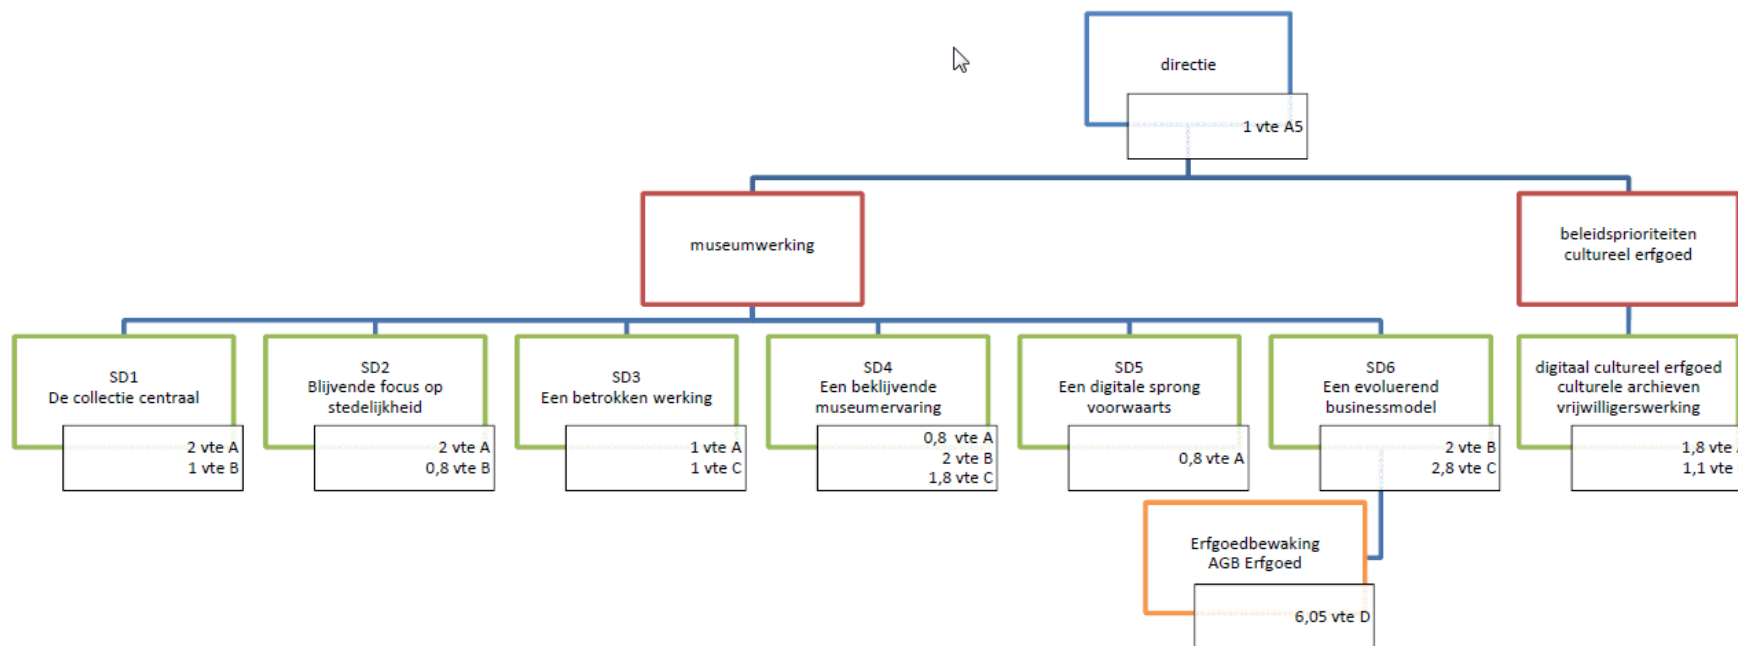 directie
1 vte A5
museumwerking
beleidsprioriteiten
cultureel erfgoed
SD1
De collectie centraal
2 vte A
1 vte B
SD2
Blijvende focus op
stedelijkheid
2 vte A
0,8 vte B
SD3
Een betrokken werking
1 vte A
1 vte C
SD4
Een beklijvende
museumervaring
0,8 vte A
2 vte B
1,8 vte C
SD5
Een digitale sprong
voorwaarts
0,8 vte A
SD6
Een evoluerend
businessmodel
2 vte B
2,8 vte C
digitaal cultureel erfgoed
culturele archieven
vrijwilligerswerking
1,8 vte
1,1 vte
Erfgoedbewaking
AGB Erfgoed
6,05 vte D